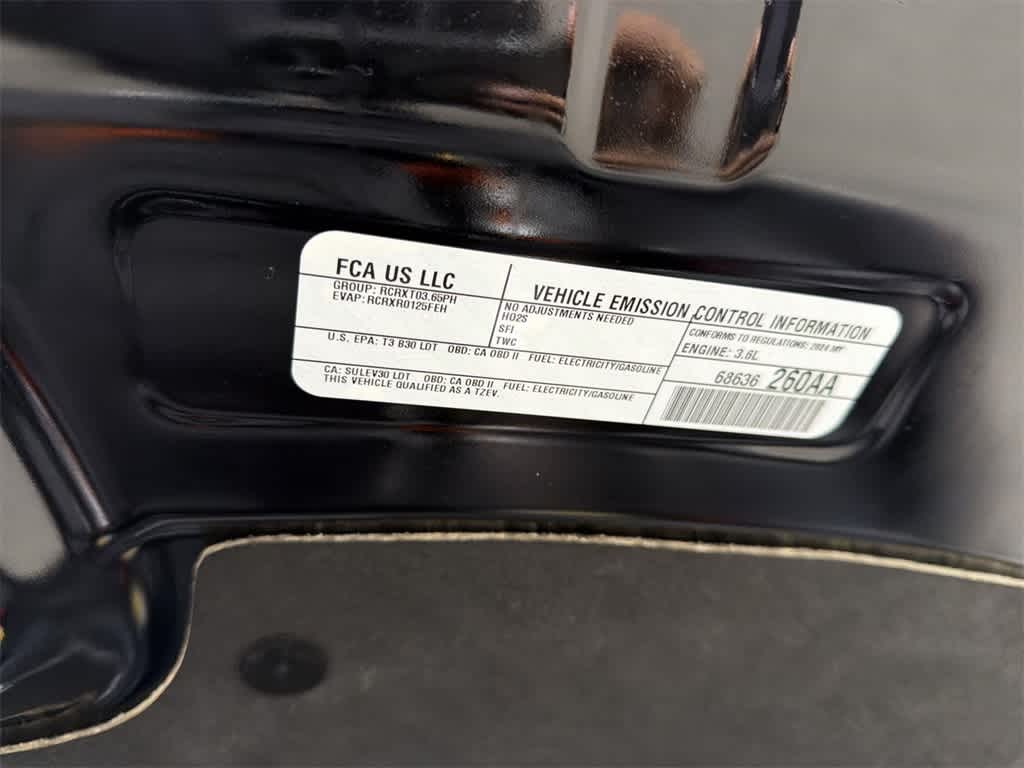 FCA US LLC
GROUP: RCRXT03.65PH
EVAP: RCRXR0125FEH
VEHICLE EMISSION CONTROL INFORMATION
NO ADJUSTMENTS NEEDED
HO2S
SFI
TWC
CONFORMS TO REGULATIONS: 2024 MY
ENGINE: 3.6L
U.S. EPA: T3 B30 LDT OBD: CA OBD II FUEL: ELECTRICITY/GASOLINE
CA: SULEV30 LDT OBD: CA OBD II FUEL: ELECTRICITY/GASOLINE
THIS VEHICLE QUALIFIED AS A TZEV.
68636 260AA